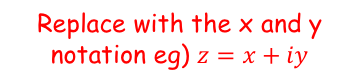 Replace with the x and y
notation eg) z = x + iy